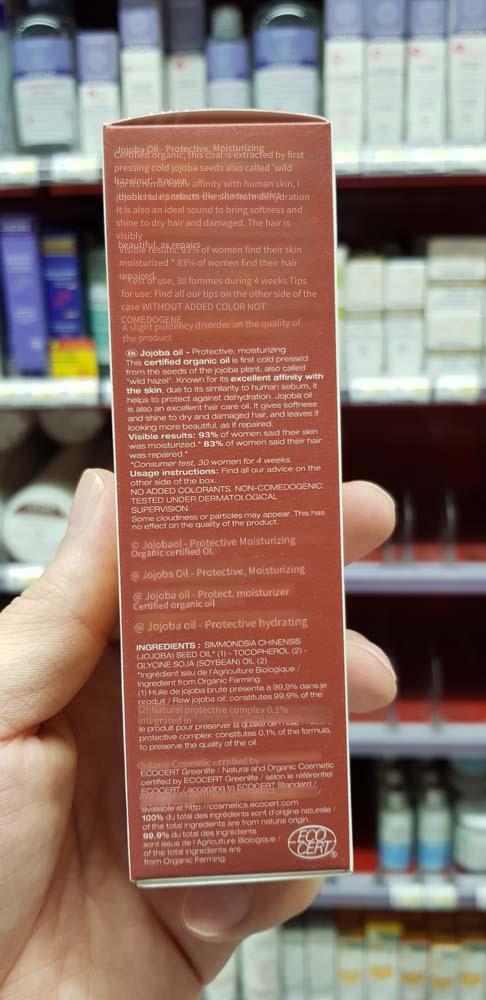 Jojoba Oil - Protective, Moisturizing
Certified organic, this coal is extracted by first
pressing cold jojoba seeds also called 'wild
hazelnut'. Known
affinity with human skin, I
It is also an ideal sound to bring softness and
shine to dry hair and damaged. The hair is
visibly
beautiful, as repairs
Visible results: 93% of women find their skin
moisturized * 83% of women find their hair
repaired.
* Test of use, 30 fommes during 4 weeks Tips
for use: Find all our tips on the other side of the
case WITHOUT ADDED COLOR NOT
COMEDOGENE
A slight puldency disorder on the quality of
the product
EN Jojoba oil - Protective, moisturizing
This certified organic oil is first cold pressed
from the seeds of the jojoba plant, also called
"wild hazel". Known for its excellent affinity with
the skin, due to its similarity to human sebum, it
helps to protect against dehydration. Jojoba oil
is also an excellent hair care oil. It gives softness
and shine to dry and damaged hair, and leaves it
looking more beautiful, as if repaired.
Visible results: 93% of women said their skin
was moisturized.* 83% of women said their hair
was repaired.*
*Consumer test, 30 women for 4 weeks.
Usage instructions: Find all our advice on the
other side of the box.
NO ADDED COLORANTS. NON-COMEDOGENIC.
TESTED UNDER DERMATOLOGICAL
SUPERVISION.
Some cloudiness or particles may appear. This has
no effect on the quality of the product.
© Jojobaol - Protective Moisturizing
Organic certified OI.
@ Jojoba Oil - Protective, Moisturizing
@ Jojoba oil - Protect. moisturizer
Certified organic oil
@ Jojoba oil - Protective hydrating
INGREDIENTS : SIMMONDSIA CHINENSIS
(JOJOBA) SEED OIL* (1) - TOCOPHEROL (2) -
GLYCINE SOJA (SOYBEAN) OIL (2)
*Ingrédient issu de l'Agriculture Biologique /
Ingredient from Organic Farming.
(1) Huile de jojoba brute présente à 99,9% dans le
produit / Raw jojoba oil: constitutes 99.9% of the
(2) Natural protective complex 0.1%
integrated in
le produit pour préserver la qualité de l'huile / Natural
protective complex: constitutes 0,1% of the formula,
to preserve the quality of the oil.
Organic Cosmetic certified by
ECOCERT Greenlife / Natural and Organic Cosmetic
certified by ECOCERT Greenlife / selon le référentiel
ECOCERT / according to ECOCERT Standard /
available at http://cosmetics.ecocert.com
100% du total des ingrédients sont d'origine naturelle /
of the total ingredients are from natural origin.
99,9% du total des ingrédients
sont issus de l'Agriculture Biologique /
of the total ingredients are
from Organic Farming.
ECO
CERT